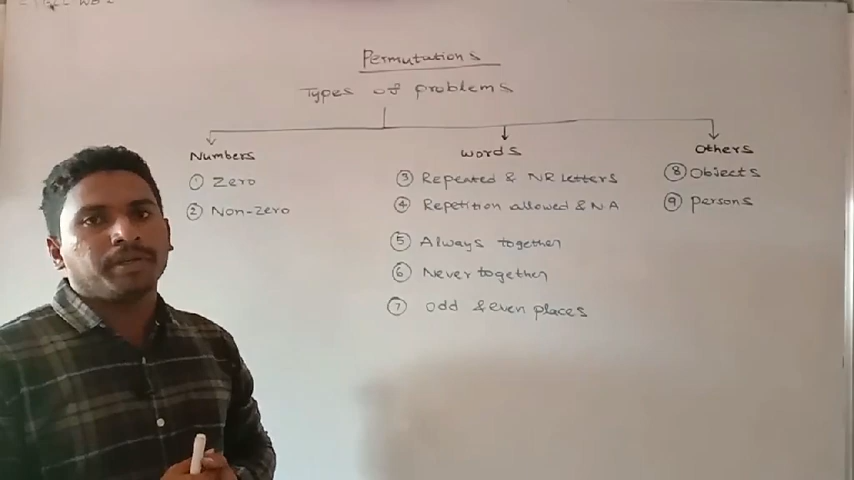 Permutations
Types of problems
Numbers
① Zero
② Non-zero
words
③ Repeated & NR letters
④ Repetition allowed & N A
⑤ Always together
⑥ Never together
⑦ odd & even places
others
⑧ Objects
⑨ persons